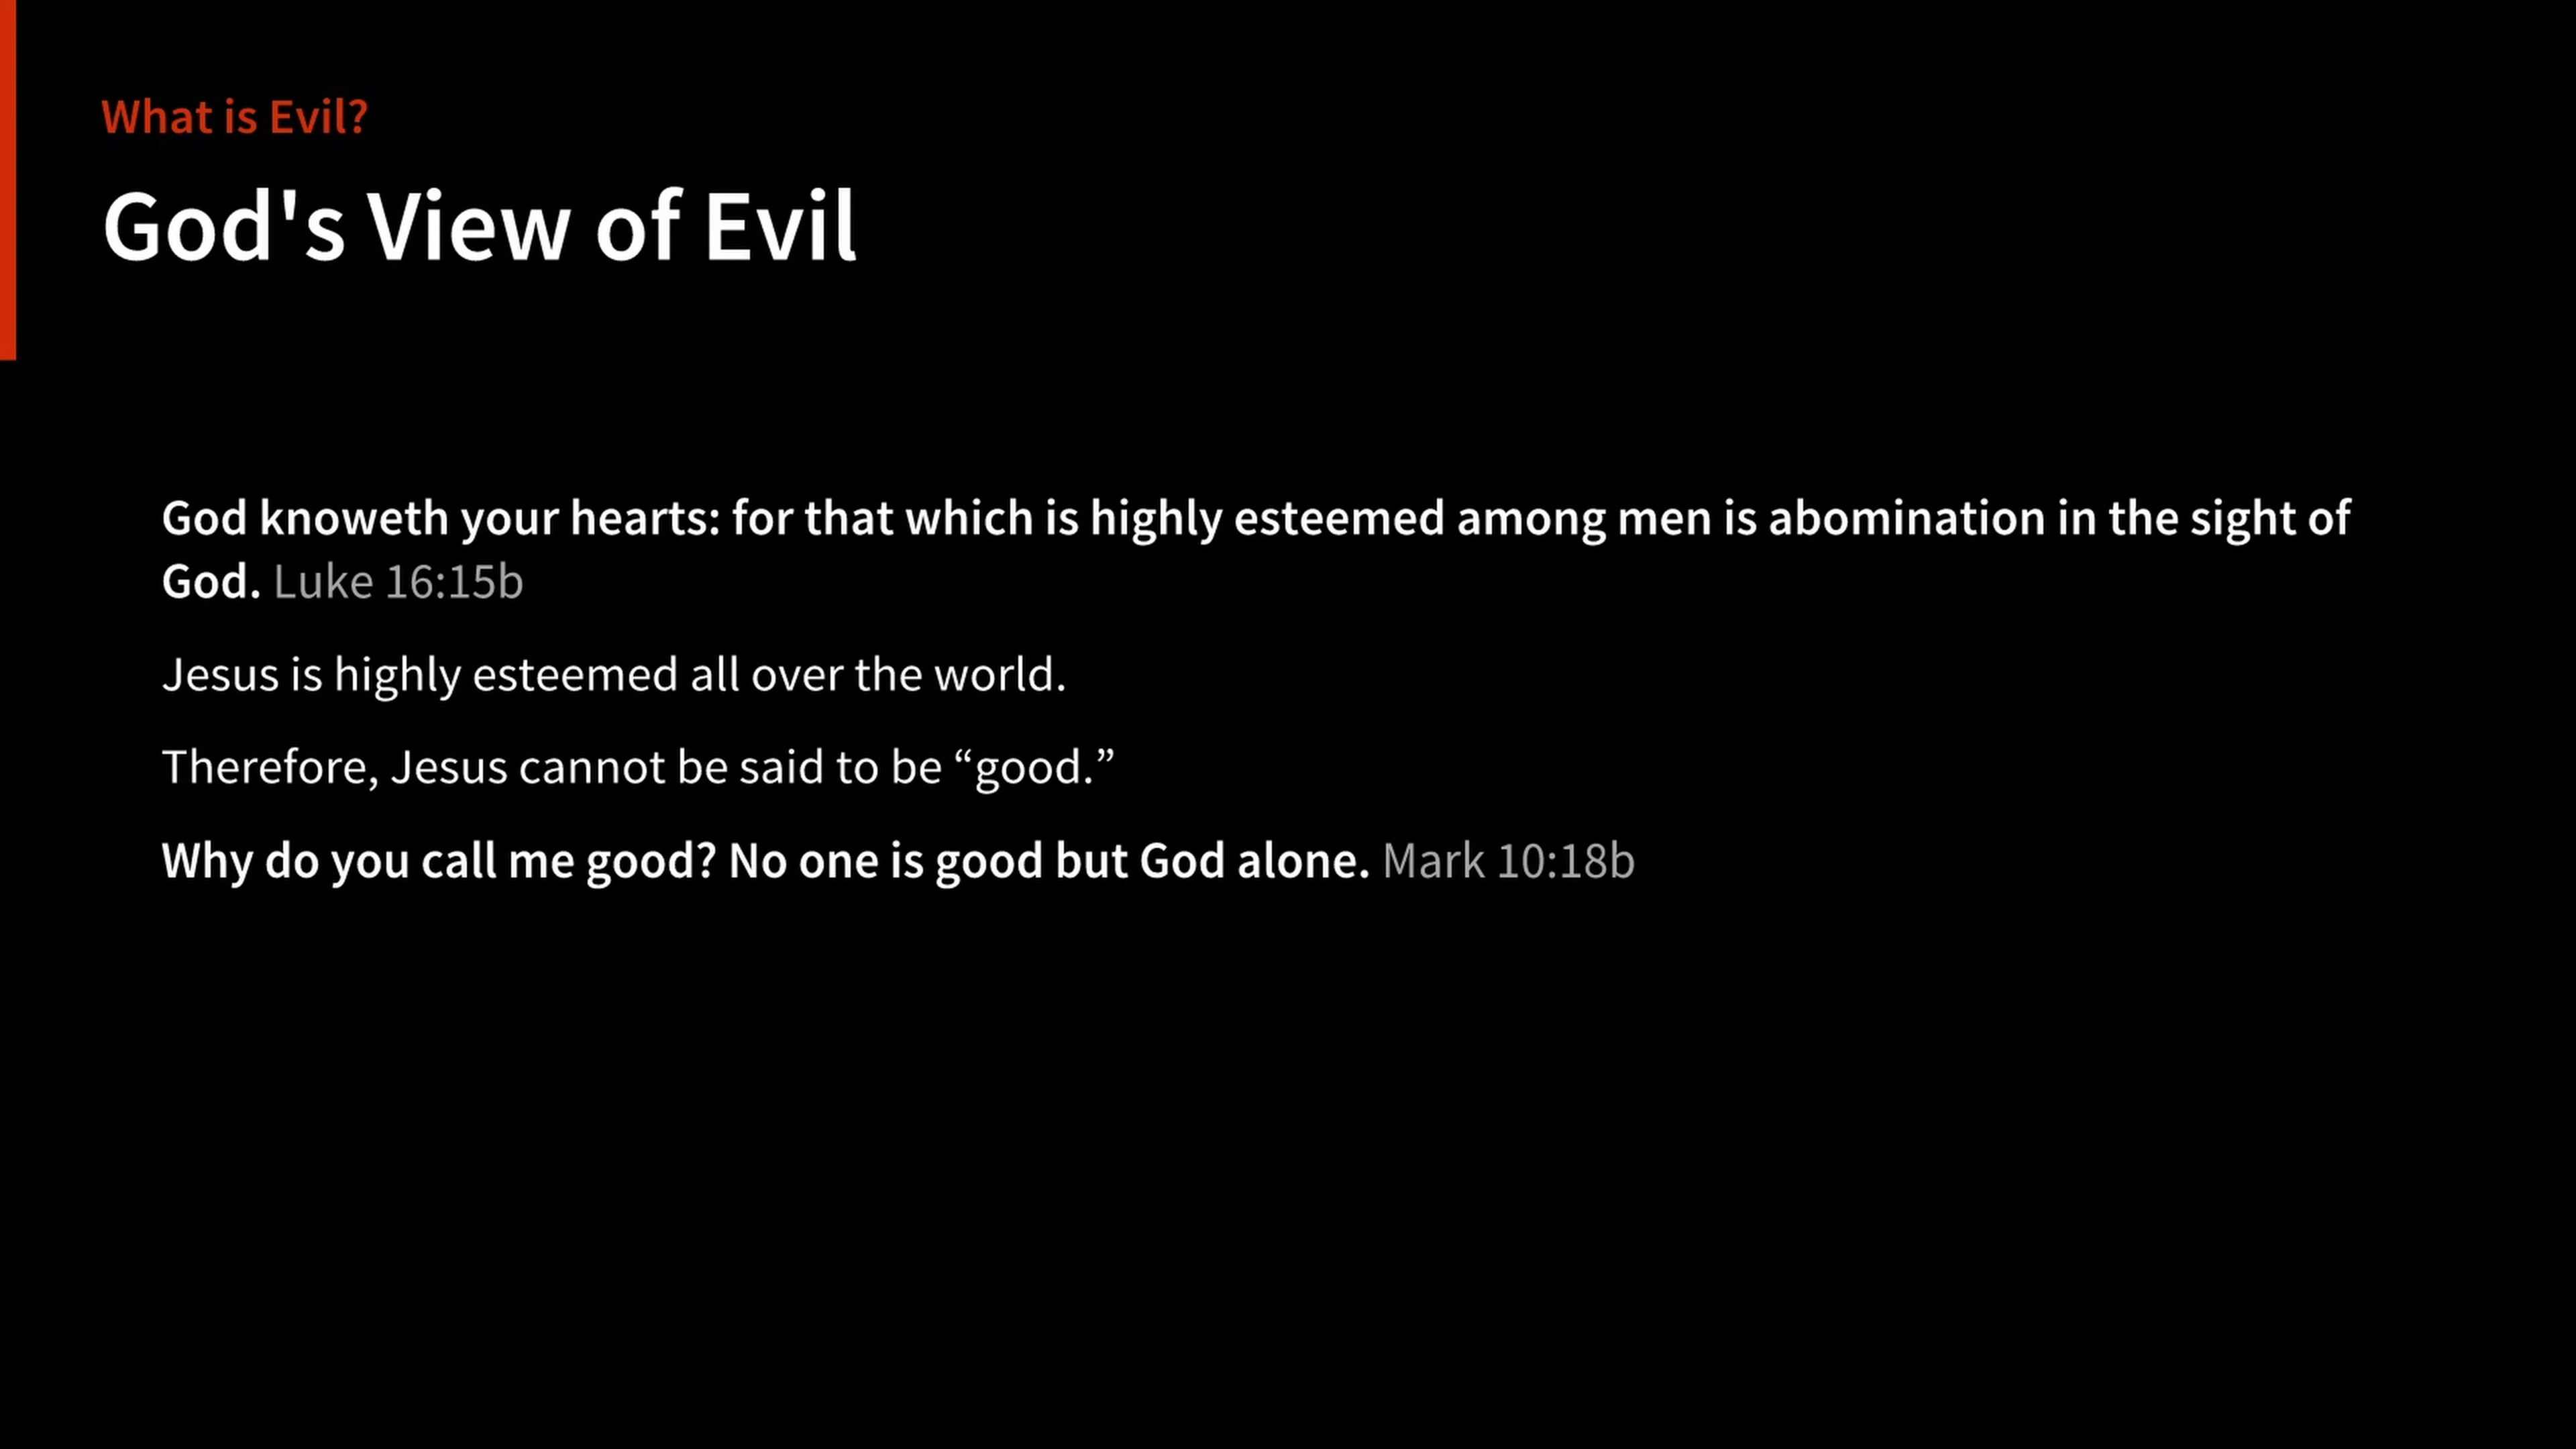 What is Evil?
God's View of Evil
God knoweth your hearts: for that which is highly esteemed among men is abomination in the sight of
God. Luke 16:15b
Jesus is highly esteemed all over the world.
Therefore, Jesus cannot be said to be “good.”
Why do you call me good? No one is good but God alone. Mark 10:18b